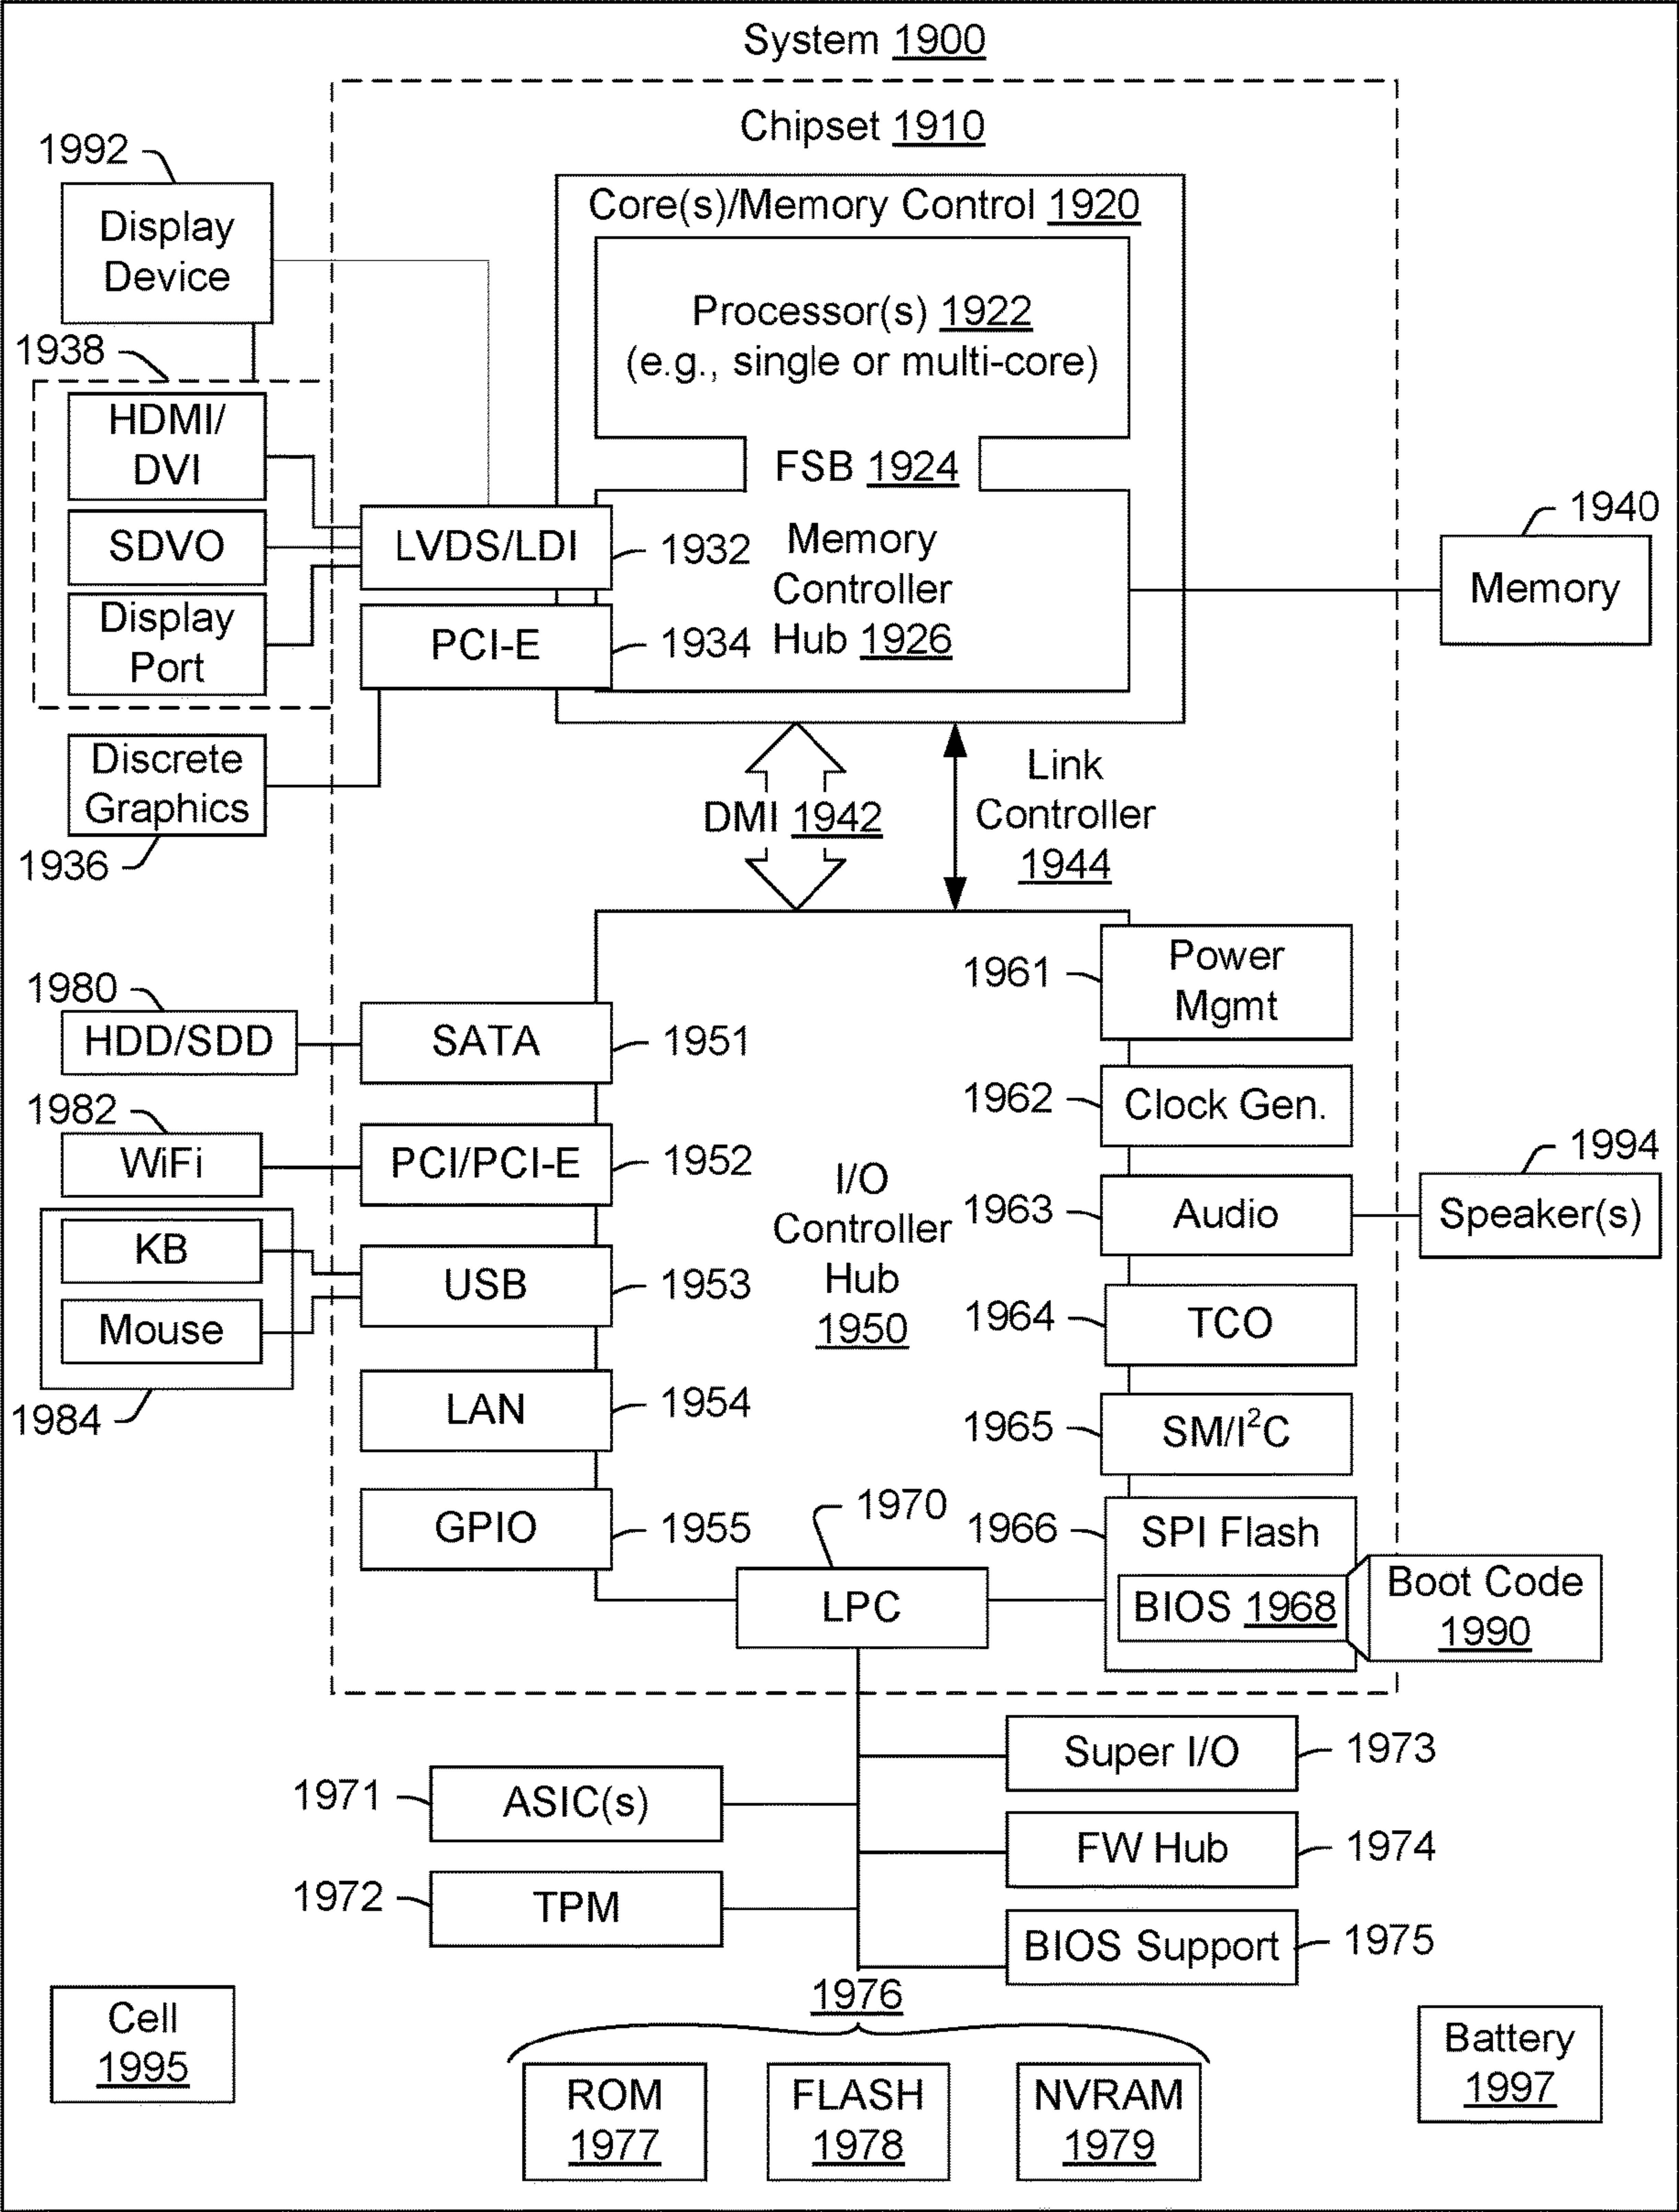 System 1900
Chipset 1910
1992
Display
Device
Core(s)/Memory Control 1920
Processor(s) 1922
(e.g., single or multi-core)
FSB 1924
Memory
Controller
Hub 1926
1938
HDMI/
DVI
SDVO
Display
Port
LVDS/LDI
1932
PCI-E
1934
1940
Memory
Discrete
Graphics
1936
DMI 1942
Link
Controller
1944
1980
HDD/SDD
SATA
1951
1982
WiFi
PCI/PCI-E
1952
KB
Mouse
1984
USB
1953
LAN
1954
GPIO
1955
I/O
Controller
Hub
1950
1961
Power
Mgmt
1962
Clock Gen.
1963
Audio
1994
Speaker(s)
1964
TCO
1965
SM/I²C
1966
SPI Flash
BIOS 1968
Boot Code
1990
1970
LPC
1971
ASIC(s)
1972
TPM
Super I/O
1973
FW Hub
1974
BIOS Support
1975
Cell
1995
1976
ROM
1977
FLASH
1978
NVRAM
1979
Battery
1997